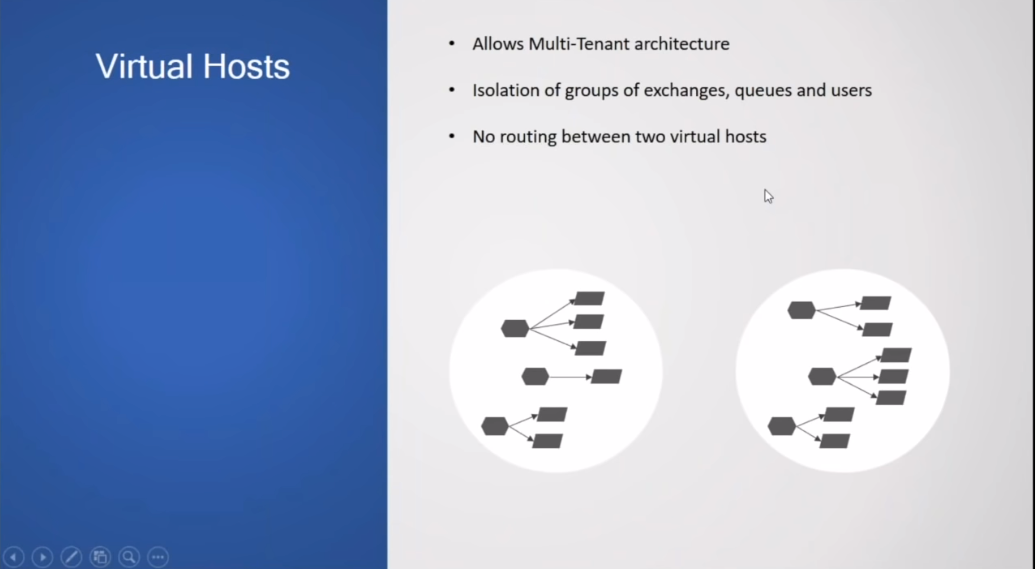 Virtual Hosts
• Allows Multi-Tenant architecture
• Isolation of groups of exchanges, queues and users
• No routing between two virtual hosts